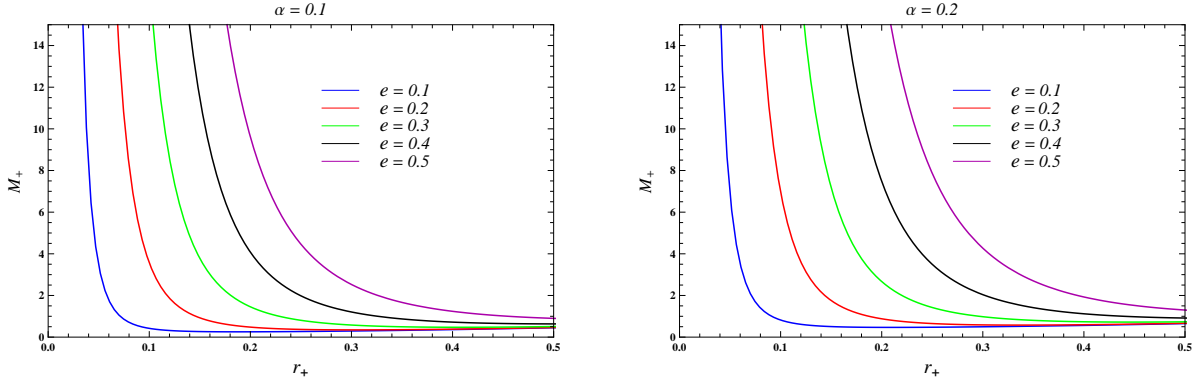 α = 0.1
14
12
10
8
6
4
2
0
M+
0.0 0.1 0.2 0.3 0.4 0.5
r+
e = 0.1
e = 0.2
e = 0.3
e = 0.4
e = 0.5
α = 0.2
14
12
10
8
6
4
2
0
M+
0.0 0.1 0.2 0.3 0.4 0.5
r+
e = 0.1
e = 0.2
e = 0.3
e = 0.4
e = 0.5